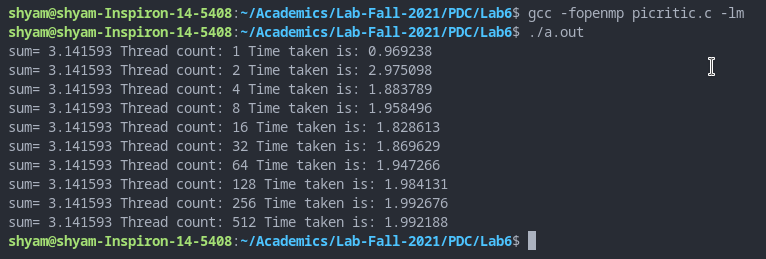 shyam@shyam-Inspiron-14-5408:~/Academics/Lab-Fall-2021/PDC/Lab6$ gcc -fopenmp picritic.c -lm
shyam@shyam-Inspiron-14-5408:~/Academics/Lab-Fall-2021/PDC/Lab6$ ./a.out
sum= 3.141593 Thread count: 1 Time taken is: 0.969238
sum= 3.141593 Thread count: 2 Time taken is: 2.975098
sum= 3.141593 Thread count: 4 Time taken is: 1.883789
sum= 3.141593 Thread count: 8 Time taken is: 1.958496
sum= 3.141593 Thread count: 16 Time taken is: 1.828613
sum= 3.141593 Thread count: 32 Time taken is: 1.869629
sum= 3.141593 Thread count: 64 Time taken is: 1.947266
sum= 3.141593 Thread count: 128 Time taken is: 1.984131
sum= 3.141593 Thread count: 256 Time taken is: 1.992676
sum= 3.141593 Thread count: 512 Time taken is: 1.992188
shyam@shyam-Inspiron-14-5408:~/Academics/Lab-Fall-2021/PDC/Lab6$